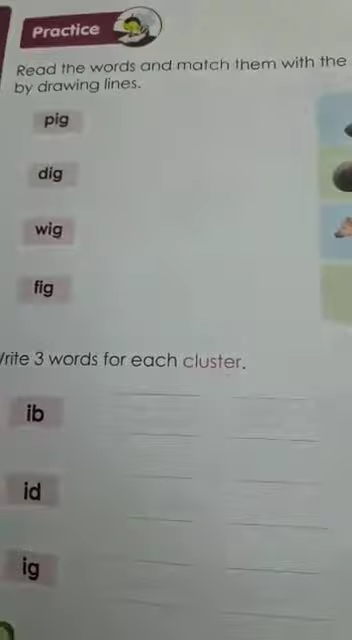 Practice
Read the words and match them with the
by drawing lines.
pig
dig
wig
fig
rite 3 words for each cluster.
ib
id
ig